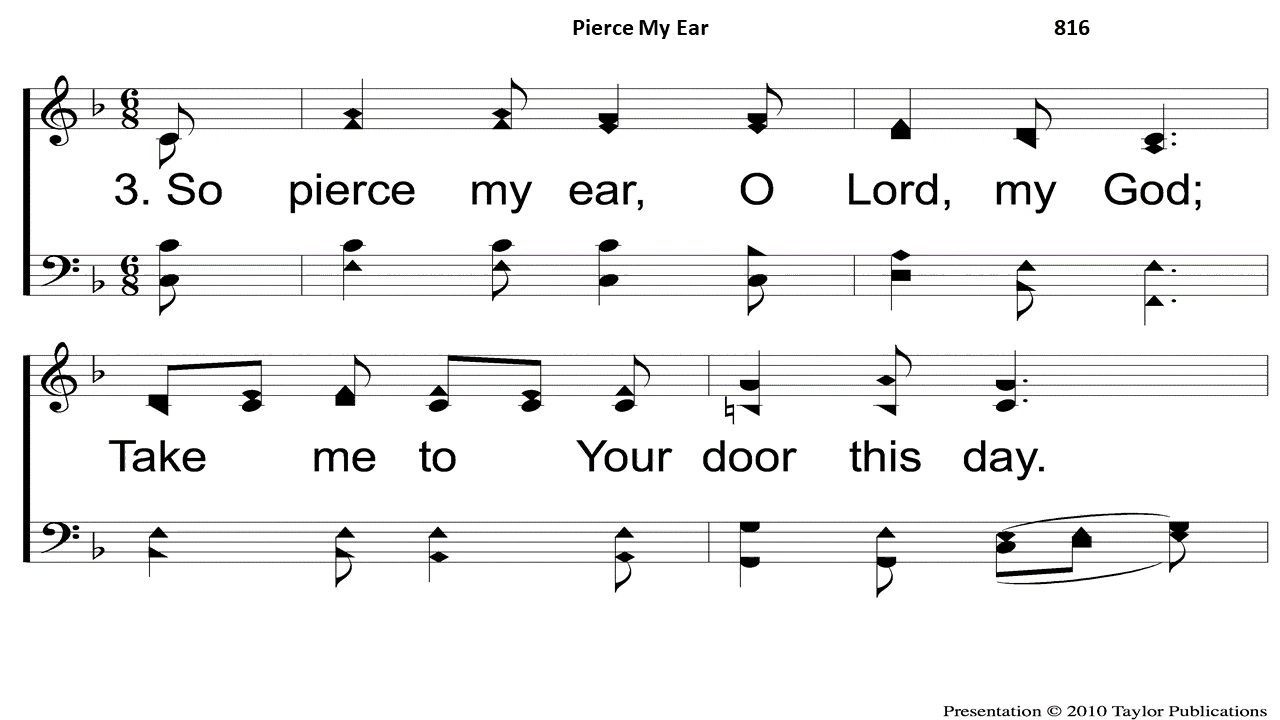 Pierce My Ear 816
3. So pierce my ear, O Lord, my God;
Take me to Your door this day.
Presentation © 2010 Taylor Publications